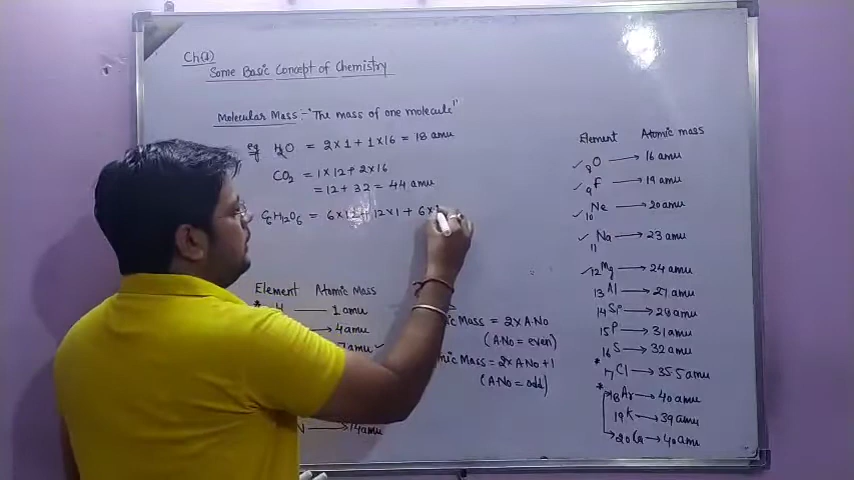 Ch(1)
Some Basic Concept of Chemistry
Molecular Mass :- "The mass of one molecule"
eg H2O = 2×1 + 1×16 = 18 amu
CO2 = 1×12 + 2×16
= 12 + 32 = 44 amu
C6H12O6 = 6×12 + 12×1 + 6×1
Element Atomic Mass
* H → 1 amu
→ 4 amu
7 amu ✓
N → 14 amu
ic Mass = 2× A.No
(A.No = even)
ic Mass = 2× A.No + 1
(A.No = odd)
Element Atomic mass
✓ 8O → 16 amu
✓ 9F → 19 amu
✓ 10Ne → 20 amu
✓ 11Na → 23 amu
✓ 12Mg → 24 amu
13Al → 27 amu
14Si → 28 amu
15P → 31 amu
16S → 32 amu
* 17Cl → 35.5 amu
* 18Ar → 40 amu
19K → 39 amu
20Ca → 40 amu